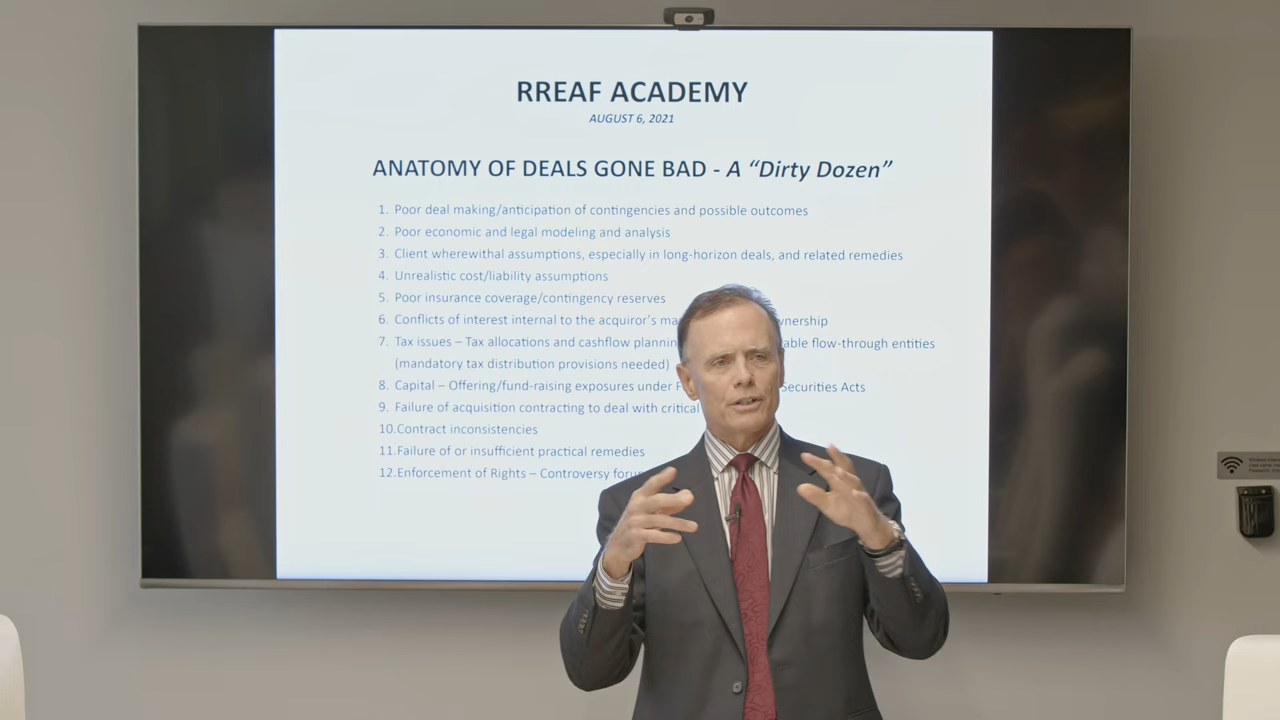 RREAF ACADEMY
AUGUST 6, 2021
ANATOMY OF DEALS GONE BAD - A “Dirty Dozen”
1. Poor deal making/anticipation of contingencies and possible outcomes
2. Poor economic and legal modeling and analysis
3. Client wherewithal assumptions, especially in long-horizon deals, and related remedies
4. Unrealistic cost/liability assumptions
5. Poor insurance coverage/contingency reserves
6. Conflicts of interest internal to the acquiror’s
7. Tax issues – Tax allocations and cashflow flow-through entities
(mandatory tax distribution provisions needed)
8. Capital – Offering/fund-raising exposures under Securities Acts
9. Failure of acquisition contracting to deal with critical
10.Contract inconsistencies
11.Failure of or insufficient practical remedies
12.Enforcement of Rights – Controversy